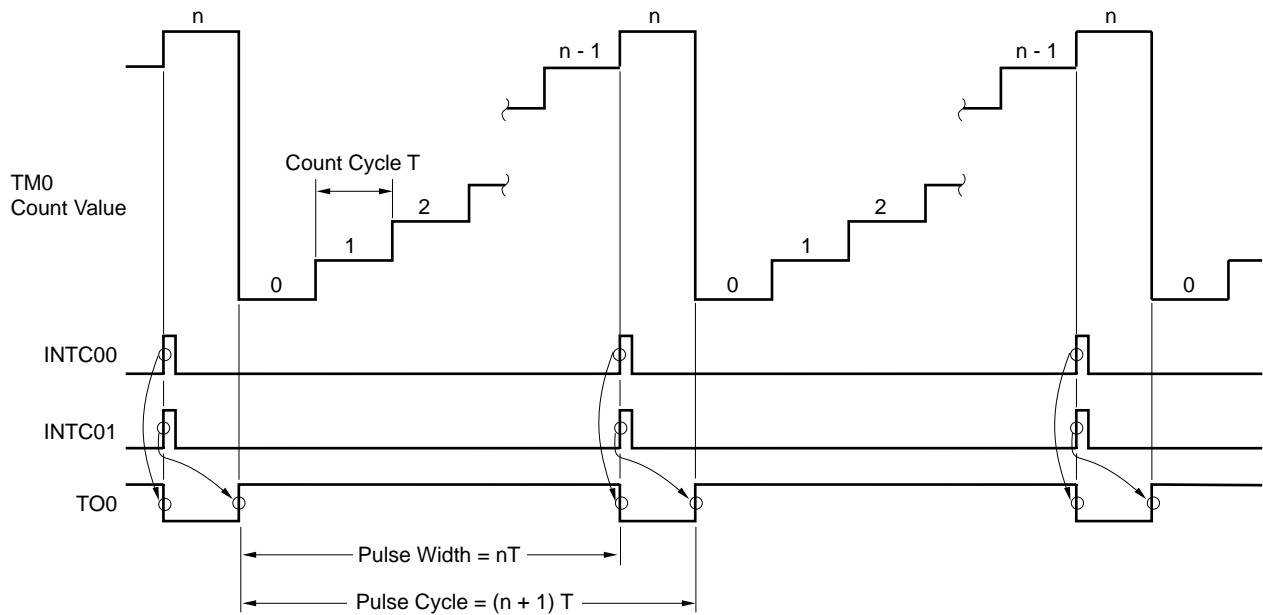 n
n
n
n - 1
n - 1
Count Cycle T
TM0
Count Value
2
2
1
1
0
0
0
INTC00
INTC01
TO0
Pulse Width = nT
Pulse Cycle = (n + 1) T